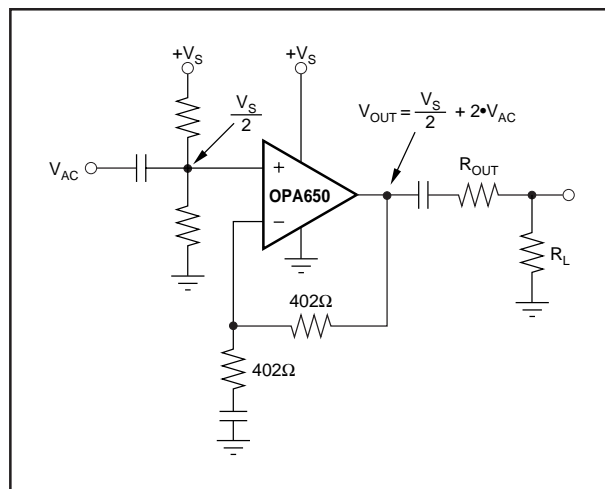 +V_S
+V_S
V_S/2
V_OUT = V_S/2 + 2•V_AC
V_AC
+
OPA650
–
R_OUT
R_L
402Ω
402Ω